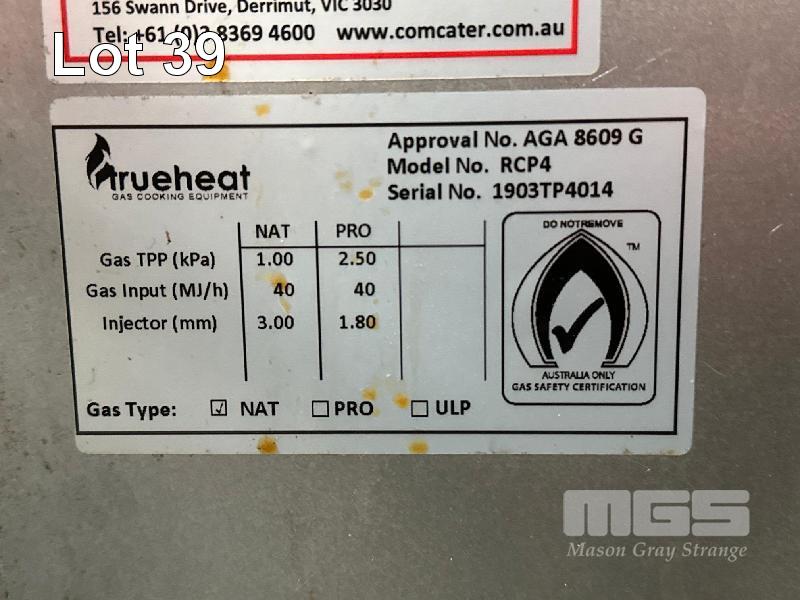 156 Swann Drive, Derrimut, VIC 3030
Tel: +61 (0)3 8369 4600 www.comcater.com.au
Lot 39
trueheat
GAS COOKING EQUIPMENT
Approval No. AGA 8609 G
Model No. RCP4
Serial No. 1903TP4014
NAT PRO
Gas TPP (kPa) 1.00 2.50
Gas Input (MJ/h) 40 40
Injector (mm) 3.00 1.80
DO NOT REMOVE
TM
AUSTRALIA ONLY
GAS SAFETY CERTIFICATION
Gas Type: ☑ NAT ☐ PRO ☐ ULP
MGS
Mason Gray Strange